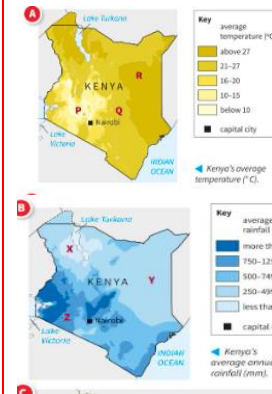 A
Lake Turkana
Key
average
temperature (°C
above 27
21–27
16–20
10–15
below 10
capital city
R
KENYA
P
Q
Nairobi
Lake
Victoria
INDIAN
OCEAN
Kenya's average
temperature (°C).
B
Lake Turkana
Key
average
rainfall
more th
750–125
500–749
250–499
less tha
capital
X
KENYA
Y
Z
Nairobi
Lake
Victoria
INDIAN
OCEAN
Kenya's
average annua
rainfall (mm).